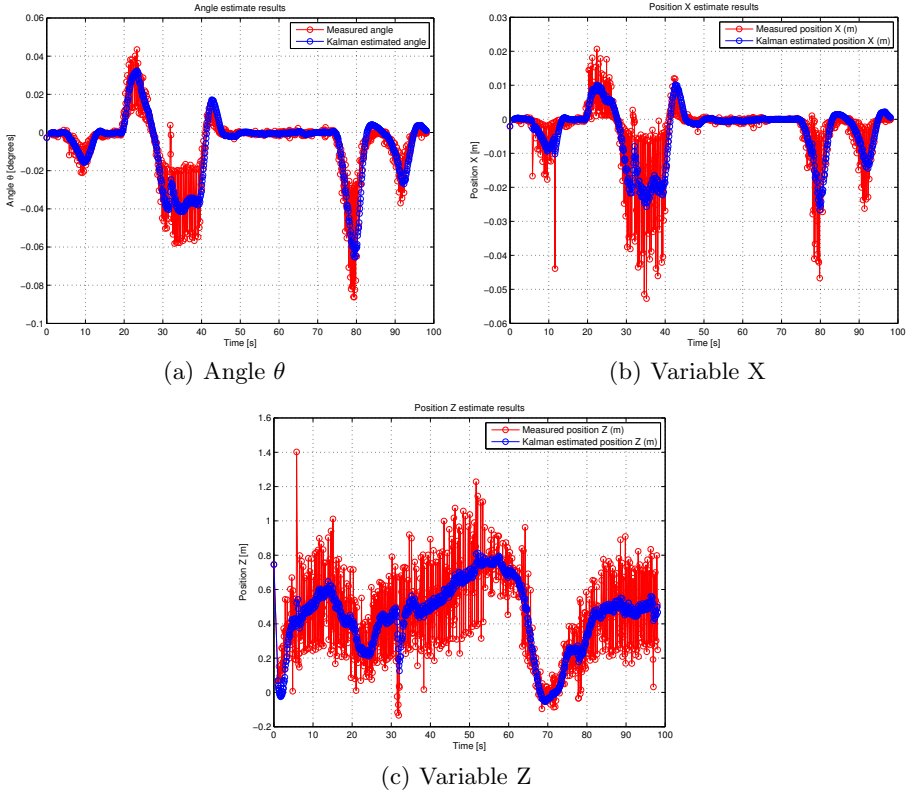 Angle estimate results
Measured angle
Kalman estimated angle
0.06
0.04
0.02
0
−0.02
−0.04
−0.06
−0.08
−0.1
Angle θ [degrees]
0 10 20 30 40 50 60 70 80 90 100
Time [s]
(a) Angle θ
Position X estimate results
Measured position X (m)
Kalman estimated position X (m)
0.03
0.02
0.01
0
−0.01
−0.02
−0.03
−0.04
−0.05
−0.06
Position X [m]
0 10 20 30 40 50 60 70 80 90 100
Time [s]
(b) Variable X
Position Z estimate results
Measured position Z (m)
Kalman estimated position Z (m)
1.6
1.4
1.2
1
0.8
0.6
0.4
0.2
0
−0.2
Position Z [m]
0 10 20 30 40 50 60 70 80 90 100
Time [s]
(c) Variable Z